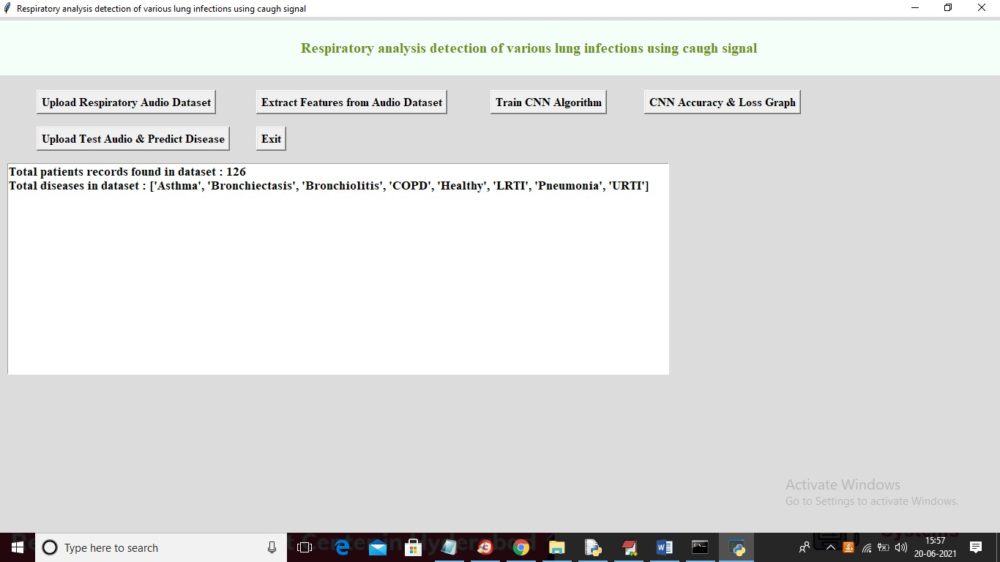 Respiratory analysis detection of various lung infections using caugh signal
Respiratory analysis detection of various lung infections using caugh signal
Upload Respiratory Audio Dataset
Extract Features from Audio Dataset
Train CNN Algorithm
CNN Accuracy & Loss Graph
Upload Test Audio & Predict Disease
Exit
Total patients records found in dataset : 126
Total diseases in dataset : ['Asthma', 'Bronchiectasis', 'Bronchiolitis', 'COPD', 'Healthy', 'LRTI', 'Pneumonia', 'URTI']
Activate Windows
Go to Settings to activate Windows.
Type here to search
15:57
20-06-2021